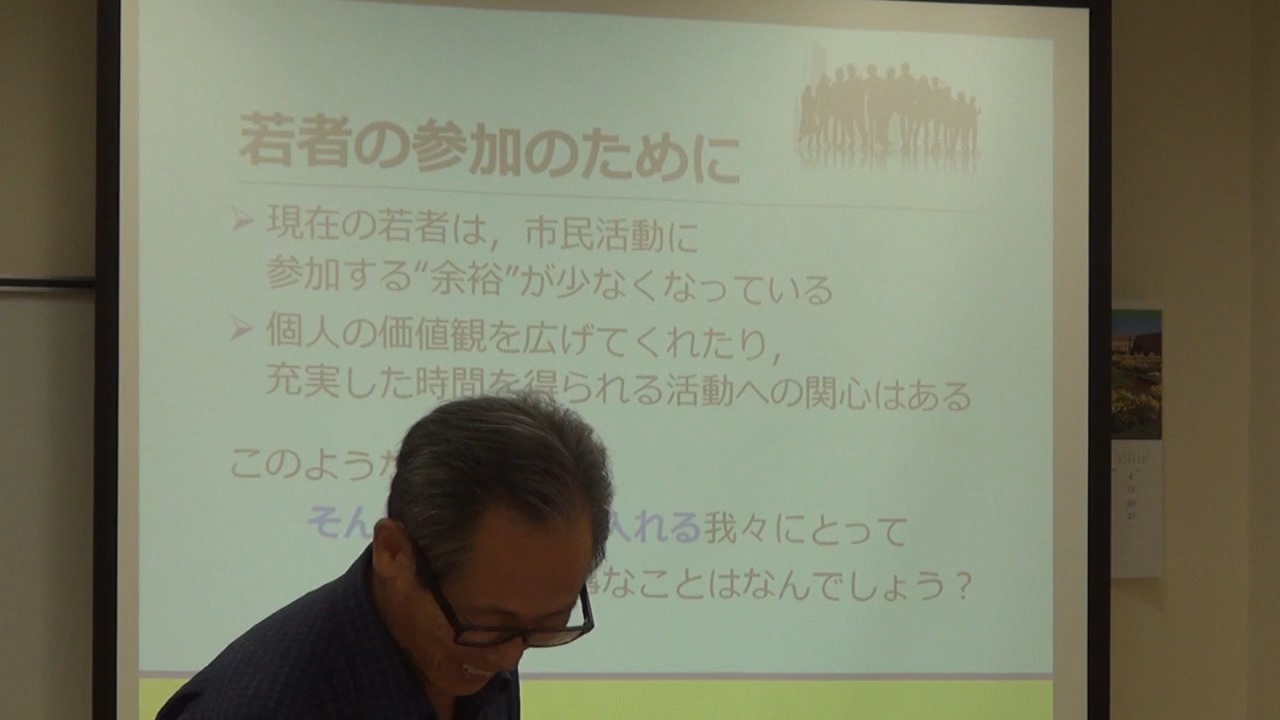 若者の参加のために
現在の若者は，市民活動に
参加する“余裕”が少なくなっている
個人の価値観を広げてくれたり，
充実した時間を得られる活動への関心はある
このよう
そん 入れる我々にとって
なことはなんでしょう？